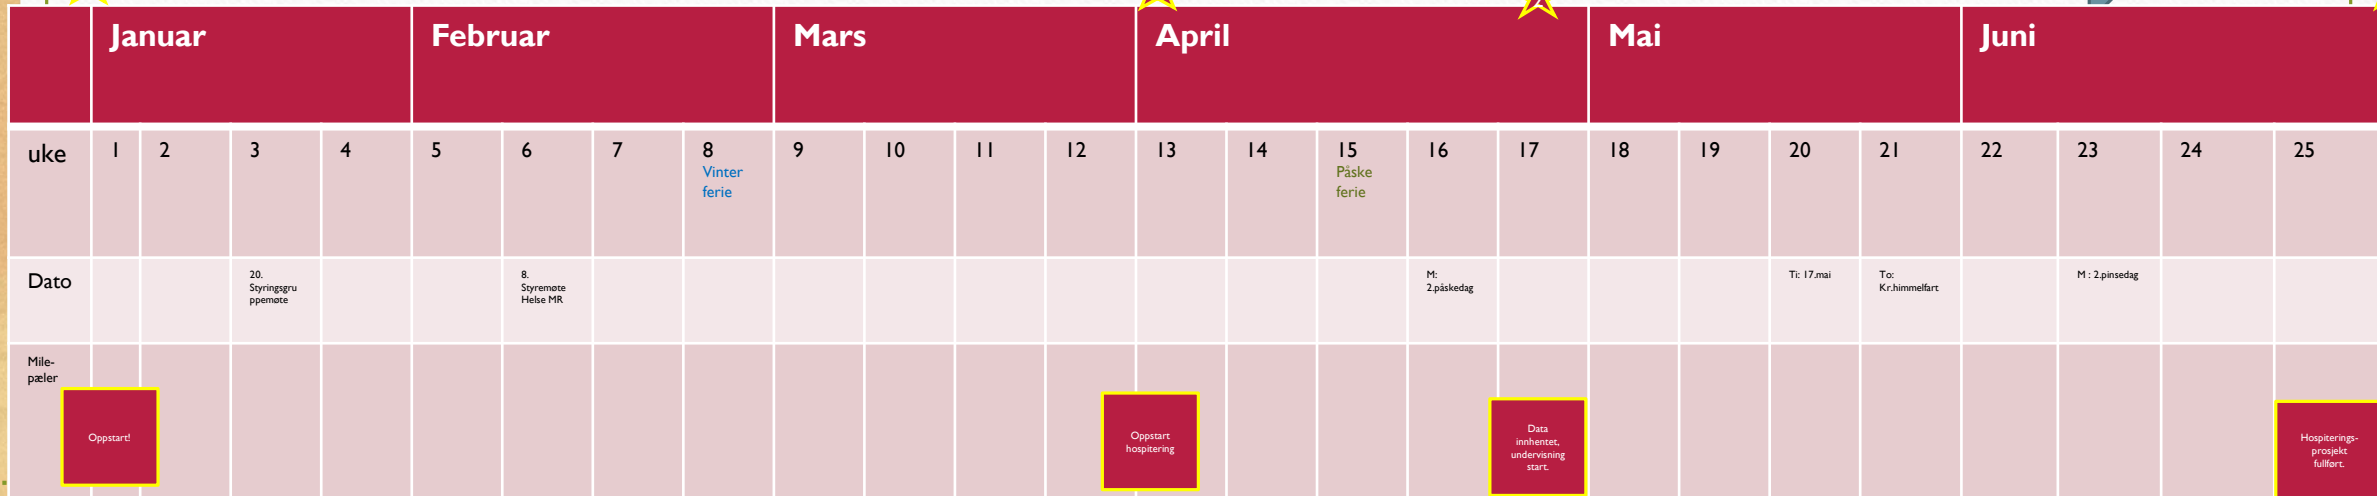 Januar
Februar
Mars
April
Mai
Juni
uke
1
2
3
4
5
6
7
8
Vinter
ferie
9
10
11
12
13
14
15
Påske
ferie
16
17
18
19
20
21
22
23
24
25
Dato
20.
Styringsgru
ppemøte
8.
Styremøte
Helse MR
M:
2.påskedag
Ti: 17.mai
To:
Kr.himmelfart
M : 2.pinsedag
Mile-
pæler
Oppstart!
Oppstart
hospitering
Data
innhentet,
undervisning
start.
Hospiterings-
prosjekt
fullført.